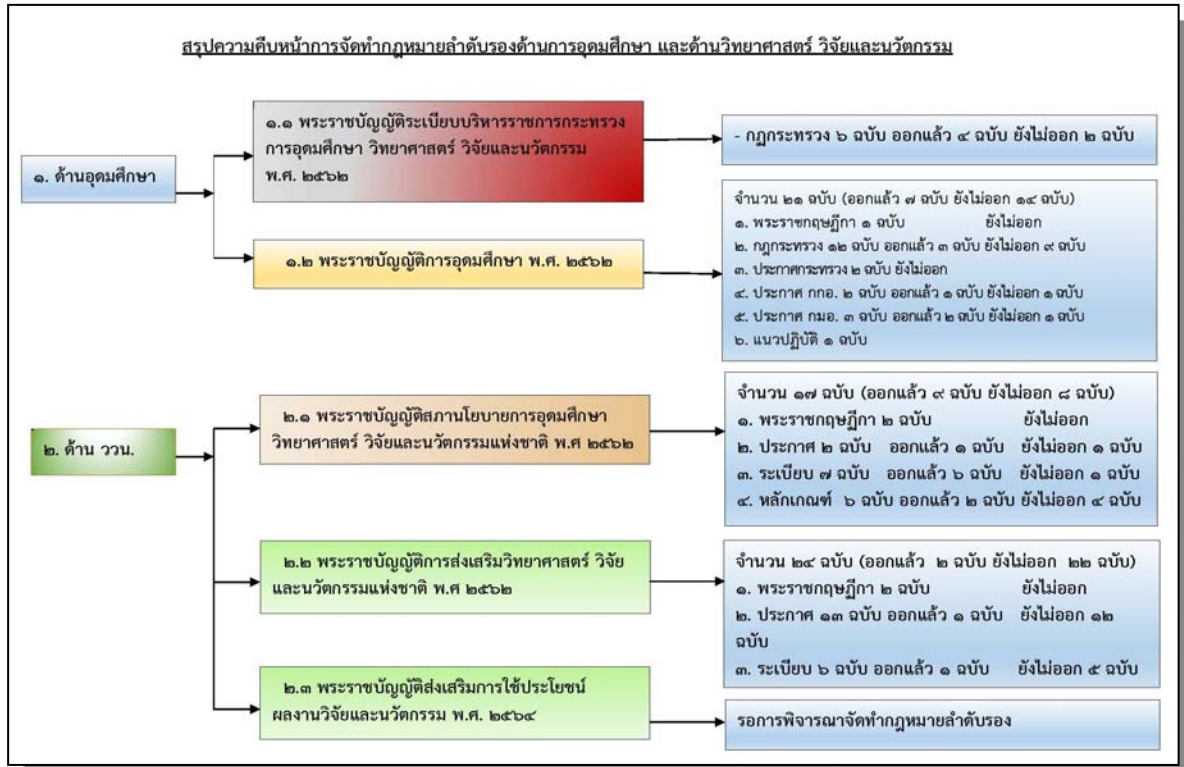 สรุปความคืบหน้าการจัดทำกฎหมายลำดับรองด้านการอุดมศึกษา และด้านวิทยาศาสตร์ วิจัยและนวัตกรรม
๑. ด้านอุดมศึกษา
๑.๑ พระราชบัญญัติระเบียบบริหารราชการกระทรวง
การอุดมศึกษา วิทยาศาสตร์ วิจัยและนวัตกรรม
พ.ศ. ๒๕๖๒
- กฎกระทรวง ๖ ฉบับ ออกแล้ว ๔ ฉบับ ยังไม่ออก ๒ ฉบับ
๑.๒ พระราชบัญญัติการอุดมศึกษา พ.ศ. ๒๕๖๒
จำนวน ๒๑ ฉบับ (ออกแล้ว ๗ ฉบับ ยังไม่ออก ๑๔ ฉบับ)
๑. พระราชกฤษฎีกา ๑ ฉบับ ยังไม่ออก
๒. กฎกระทรวง ๑๒ ฉบับ ออกแล้ว ๓ ฉบับ ยังไม่ออก ๙ ฉบับ
๓. ประกาศกระทรวง ๒ ฉบับ ยังไม่ออก
๔. ประกาศ กกอ. ๒ ฉบับ ออกแล้ว ๑ ฉบับ ยังไม่ออก ๑ ฉบับ
๕. ประกาศ กมอ. ๓ ฉบับ ออกแล้ว ๒ ฉบับ ยังไม่ออก ๑ ฉบับ
๖. แนวปฏิบัติ ๑ ฉบับ
๒. ด้าน ววน.
๒.๑ พระราชบัญญัติสภานโยบายการอุดมศึกษา
วิทยาศาสตร์ วิจัยและนวัตกรรมแห่งชาติ พ.ศ ๒๕๖๒
จำนวน ๑๗ ฉบับ (ออกแล้ว ๙ ฉบับ ยังไม่ออก ๘ ฉบับ)
๑. พระราชกฤษฎีกา ๒ ฉบับ ยังไม่ออก
๒. ประกาศ ๒ ฉบับ ออกแล้ว ๑ ฉบับ ยังไม่ออก ๑ ฉบับ
๓. ระเบียบ ๗ ฉบับ ออกแล้ว ๖ ฉบับ ยังไม่ออก ๑ ฉบับ
๔. หลักเกณฑ์ ๖ ฉบับ ออกแล้ว ๒ ฉบับ ยังไม่ออก ๔ ฉบับ
๒.๒ พระราชบัญญัติการส่งเสริมวิทยาศาสตร์ วิจัย
และนวัตกรรมแห่งชาติ พ.ศ ๒๕๖๒
จำนวน ๒๔ ฉบับ (ออกแล้ว ๒ ฉบับ ยังไม่ออก ๒๒ ฉบับ)
๑. พระราชกฤษฎีกา ๒ ฉบับ ยังไม่ออก
๒. ประกาศ ๑๓ ฉบับ ออกแล้ว ๑ ฉบับ ยังไม่ออก ๑๒
ฉบับ
๓. ระเบียบ ๖ ฉบับ ออกแล้ว ๑ ฉบับ ยังไม่ออก ๕ ฉบับ
๒.๓ พระราชบัญญัติส่งเสริมการใช้ประโยชน์
ผลงานวิจัยและนวัตกรรม พ.ศ. ๒๕๖๔
รอการพิจารณาจัดทำกฎหมายลำดับรอง